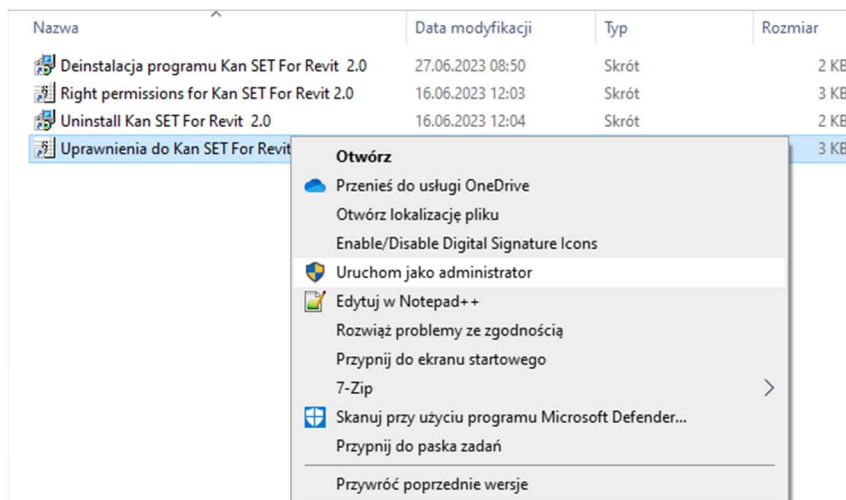 Nazwa Data modyfikacji Typ Rozmiar
Deinstalacja programu Kan SET For Revit 2.0 27.06.2023 08:50 Skrót 2 KB
Right permissions for Kan SET For Revit 2.0 16.06.2023 12:03 Skrót 3 KB
Uninstall Kan SET For Revit 2.0 16.06.2023 12:04 Skrót 2 KB
Uprawnienia do Kan SET For Revit 3 KB
Otwórz
Przenieś do usługi OneDrive
Otwórz lokalizację pliku
Enable/Disable Digital Signature Icons
Uruchom jako administrator
Edytuj w Notepad++
Rozwiąż problemy ze zgodnością
Przypnij do ekranu startowego
7-Zip
Skanuj przy użyciu programu Microsoft Defender...
Przypnij do paska zadań
Przywróć poprzednie wersje